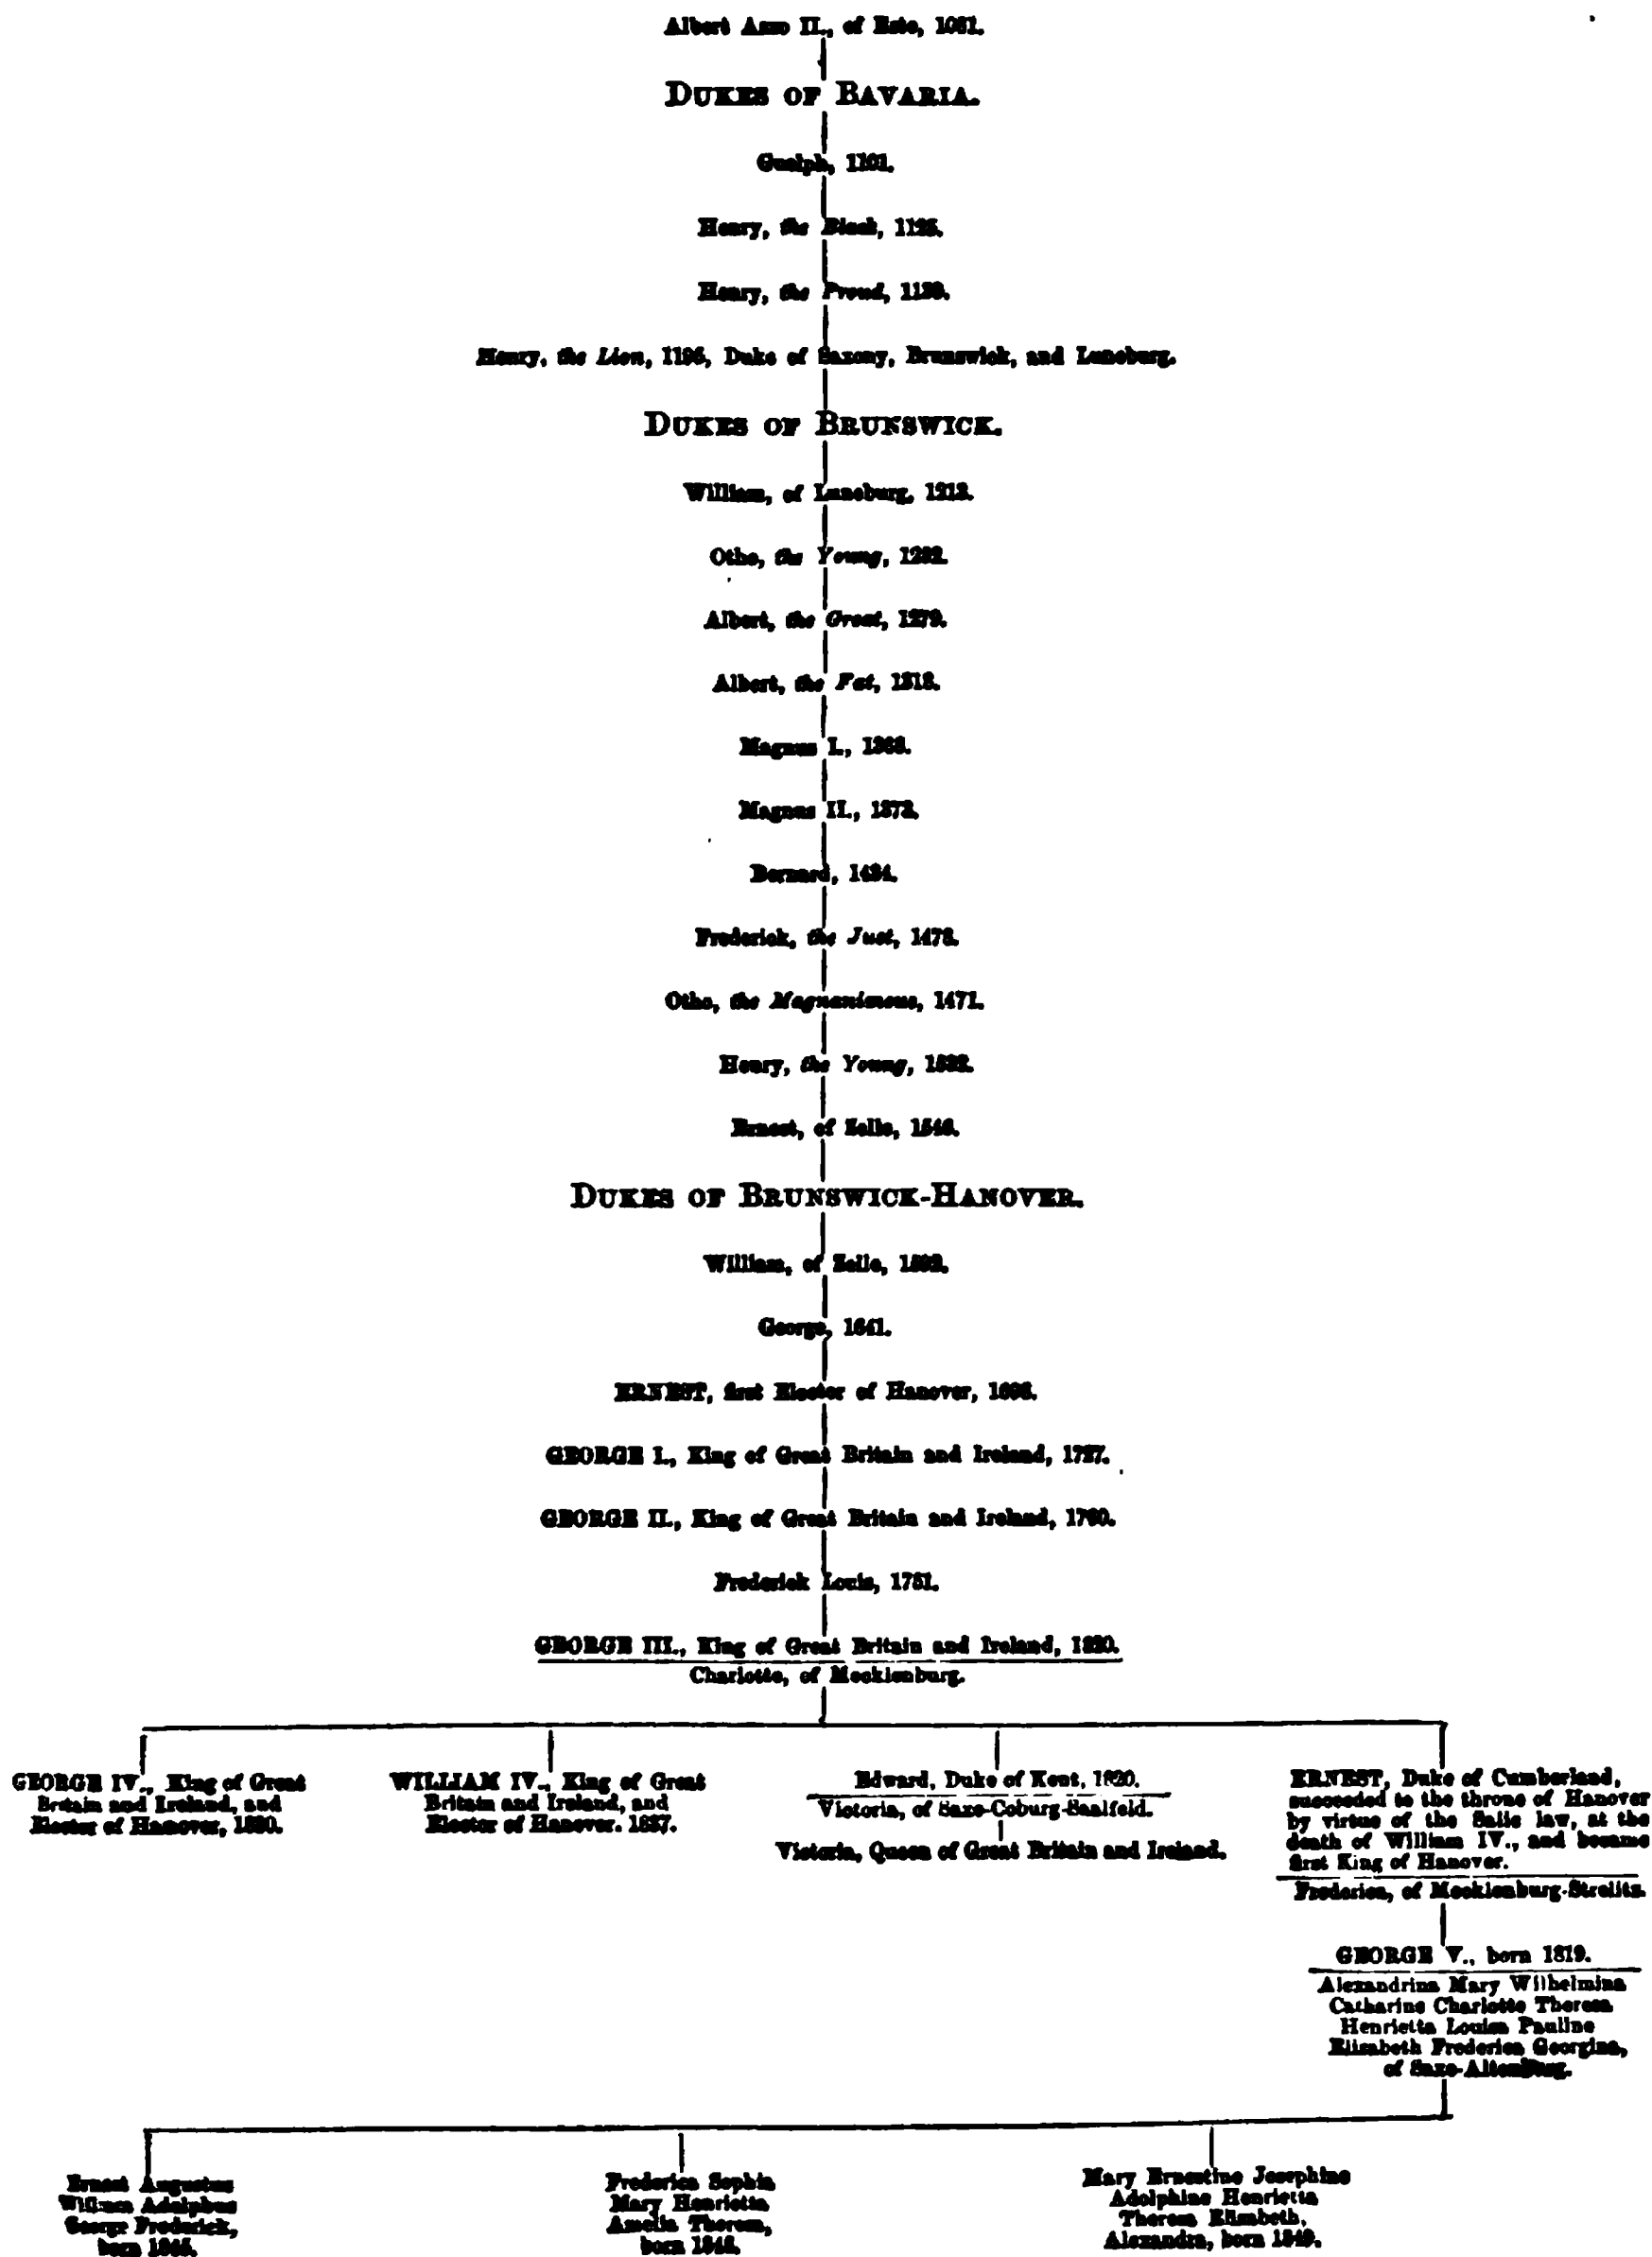 Albert Azzo II., of Este, 1061.
DUKES OF BAVARIA.
Guelph, 1101.
Henry, the Black, 1125.
Henry, the Proud, 1139.
Henry, the Lion, 1195, Duke of Saxony, Brunswick, and Luneburg.
DUKES OF BRUNSWICK.
William, of Luneburg, 1213.
Otho, the Young, 1252.
Albert, the Great, 1279.
Albert, the Fat, 1318.
Magnus I., 1368.
Magnus II., 1373.
Bernard, 1434.
Frederick, the Just, 1478.
Otho, the Magnanimous, 1471.
Henry, the Young, 1532.
Ernest, of Zelle, 1546.
DUKES OF BRUNSWICK-HANOVER.
William, of Zelle, 1592.
George, 1641.
ERNEST, first Elector of Hanover, 1698.
GEORGE I., King of Great Britain and Ireland, 1727.
GEORGE II., King of Great Britain and Ireland, 1760.
Frederick Louis, 1751.
GEORGE III., King of Great Britain and Ireland, 1820.
Charlotte, of Mecklenburg.
GEORGE IV., King of Great
Britain and Ireland, and
Elector of Hanover, 1830.
WILLIAM IV., King of Great
Britain and Ireland, and
Elector of Hanover. 1837.
Edward, Duke of Kent, 1820.
Victoria, of Saxe-Coburg-Saalfeld.
Victoria, Queen of Great Britain and Ireland.
ERNEST, Duke of Cumberland,
succeeded to the throne of Hanover
by virtue of the Salic law, at the
death of William IV., and became
first King of Hanover.
Frederica, of Mecklenburg-Strelitz.
GEORGE V., born 1819.
Alexandrina Mary Wilhelmina
Catharine Charlotte Theresa
Henrietta Louisa Pauline
Elizabeth Frederica Georgina,
of Saxe-Altenburg.
Ernest Augustus
William Adolphus
George Frederick,
born 1845.
Frederica Sophia
Mary Henrietta
Amelia Theresa,
born 1848.
Mary Ernestine Josephine
Adolphine Henrietta
Theresa Elizabeth,
Alexandra, born 1849.